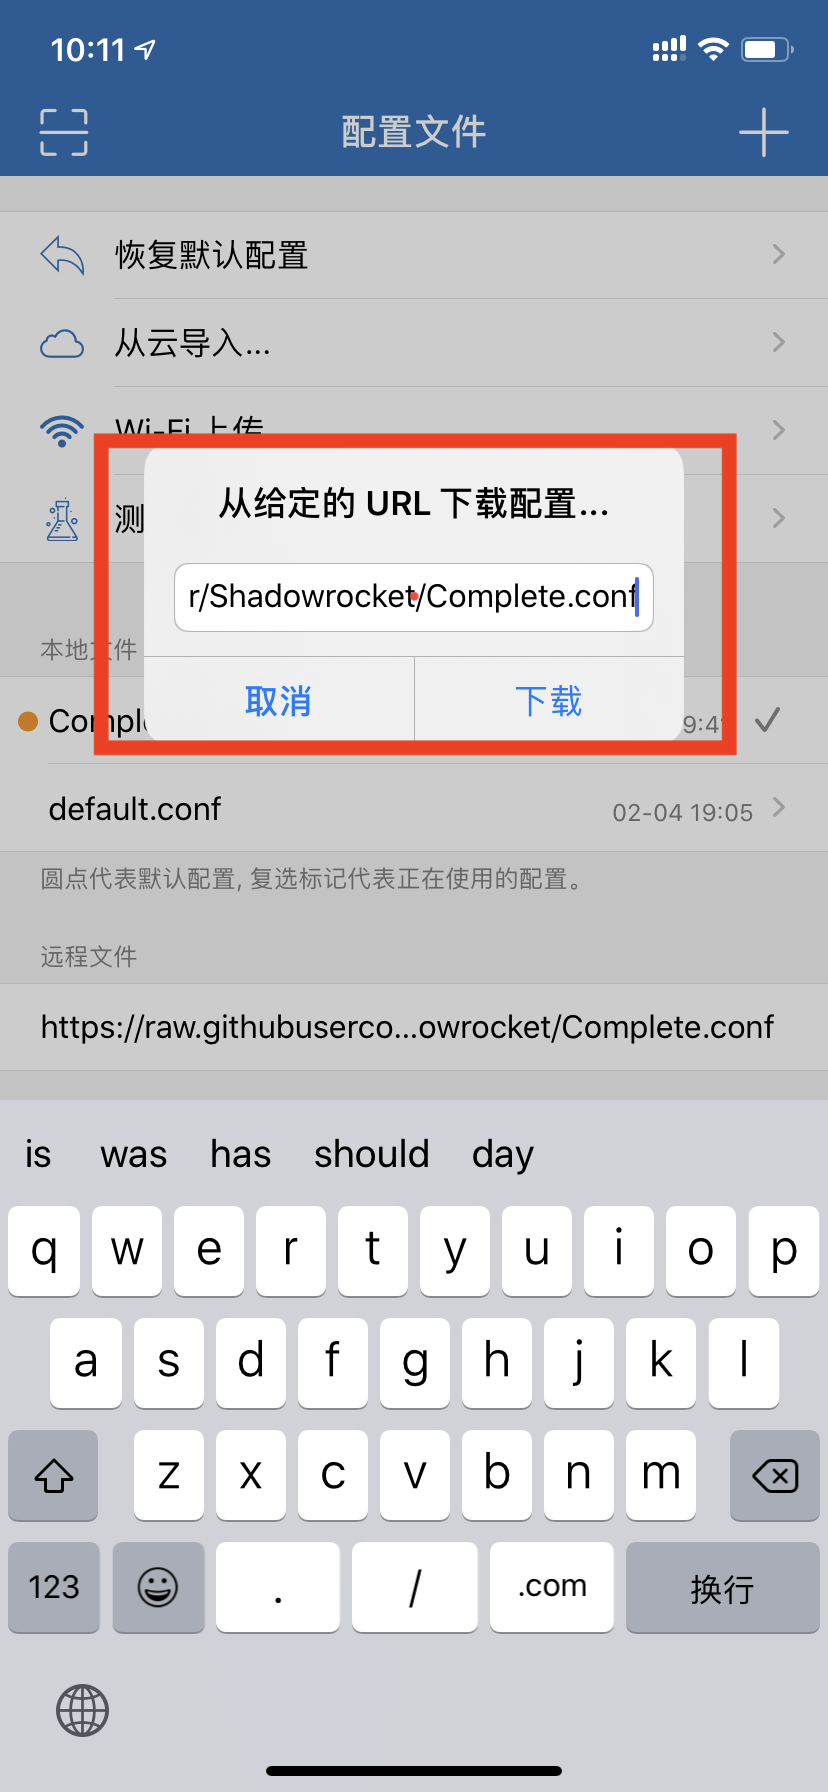 10:11
配置文件
恢复默认配置
从云导入...
Wi-Fi 上传
测
从给定的 URL 下载配置...
r/Shadowrocket/Complete.conf
取消
下载
本地文件
Compl
9:4
default.conf
02-04 19:05
圆点代表默认配置, 复选标记代表正在使用的配置。
远程文件
https://raw.githubuserco...owrocket/Complete.conf
is was has should day
q w e r t y u i o p
a s d f g h j k l
z x c v b n m
123 . / .com 换行